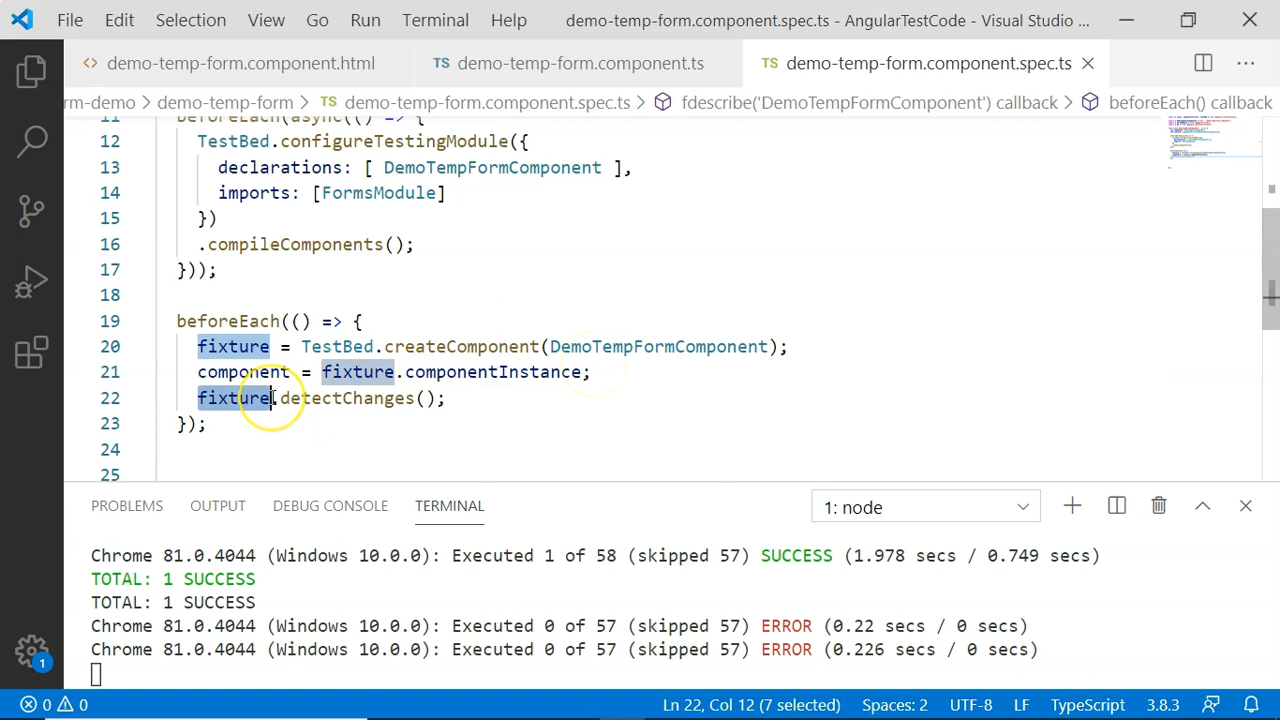 File Edit Selection View Go Run Terminal Help demo-temp-form.component.spec.ts - AngularTestCode - Visual Studio ...
<> demo-temp-form.component.html TS demo-temp-form.component.ts TS demo-temp-form.component.spec.ts
rm-demo > demo-temp-form > TS demo-temp-form.component.spec.ts > fdescribe('DemoTempFormComponent') callback > beforeEach() callback
11 beforeEach(async(() => {
12 TestBed.configureTestingModule({
13 declarations: [ DemoTempFormComponent ],
14 imports: [FormsModule]
15 })
16 .compileComponents();
17 }));
18
19 beforeEach(() => {
20 fixture = TestBed.createComponent(DemoTempFormComponent);
21 component = fixture.componentInstance;
22 fixture.detectChanges();
23 });
24
25
PROBLEMS OUTPUT DEBUG CONSOLE TERMINAL 1: node
Chrome 81.0.4044 (Windows 10.0.0): Executed 1 of 58 (skipped 57) SUCCESS (1.978 secs / 0.749 secs)
TOTAL: 1 SUCCESS
TOTAL: 1 SUCCESS
Chrome 81.0.4044 (Windows 10.0.0): Executed 0 of 57 (skipped 57) ERROR (0.22 secs / 0 secs)
Chrome 81.0.4044 (Windows 10.0.0): Executed 0 of 57 (skipped 57) ERROR (0.226 secs / 0 secs)
1
0 0 Ln 22, Col 12 (7 selected) Spaces: 2 UTF-8 LF TypeScript 3.8.3